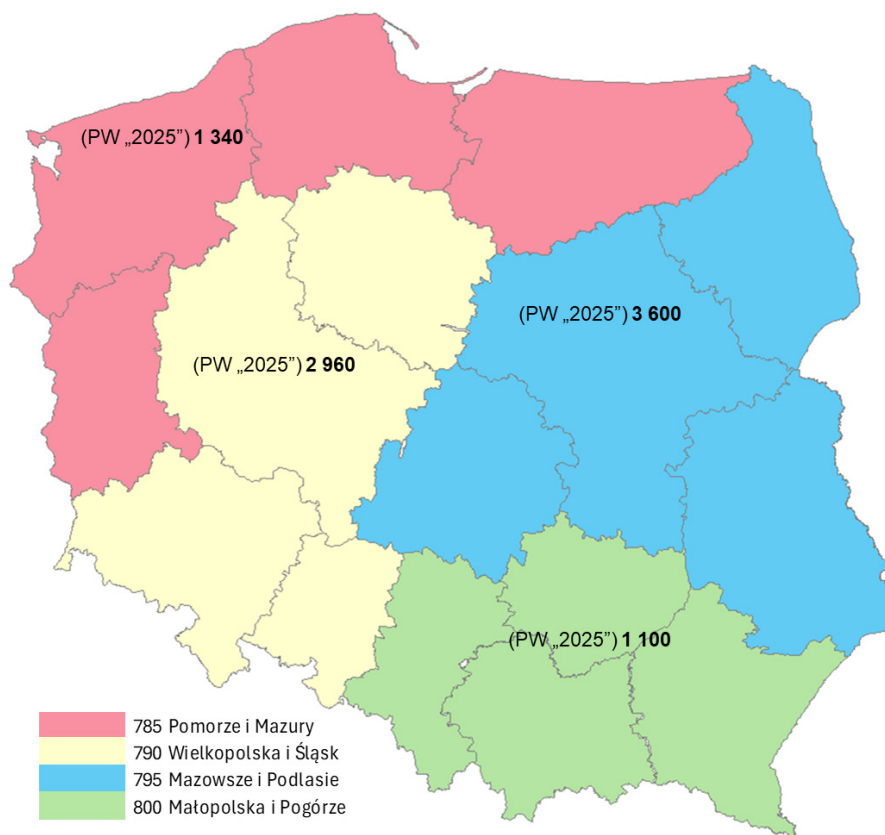 (PW „2025”) 1 340
(PW „2025”) 3 600
(PW „2025”) 2 960
(PW „2025”) 1 100
785 Pomorze i Mazury
790 Wielkopolska i Śląsk
795 Mazowsze i Podlasie
800 Małopolska i Pogórze